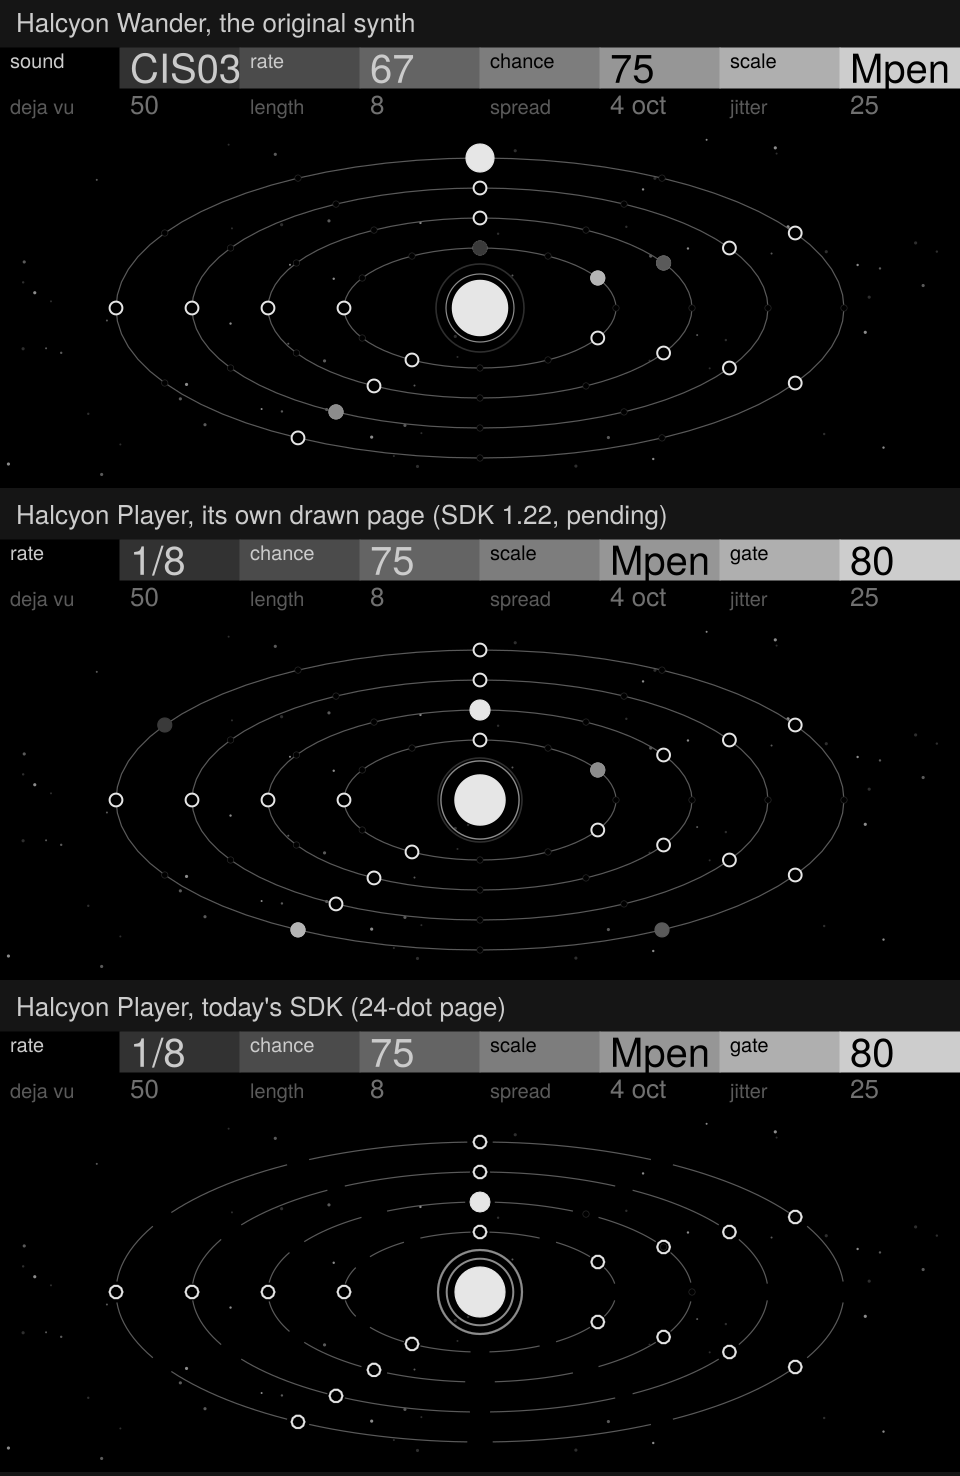 Halcyon Wander, the original synth
sound CIS03 rate 67 chance 75 scale Mpen
deja vu 50 length 8 spread 4 oct jitter 25
Halcyon Player, its own drawn page (SDK 1.22, pending)
rate 1/8 chance 75 scale Mpen gate 80
deja vu 50 length 8 spread 4 oct jitter 25
Halcyon Player, today's SDK (24-dot page)
rate 1/8 chance 75 scale Mpen gate 80
deja vu 50 length 8 spread 4 oct jitter 25